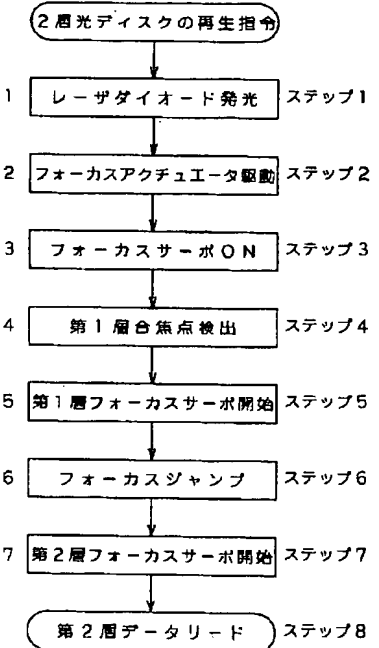 2層光ディスクの再生指令
1 レーザダイオード発光 ステップ1
2 フォーカスアクチュエータ駆動 ステップ2
3 フォーカスサーボON ステップ3
4 第1層合焦点検出 ステップ4
5 第1層フォーカスサーボ開始 ステップ5
6 フォーカスジャンプ ステップ6
7 第2層フォーカスサーボ開始 ステップ7
第2層データリード ステップ8